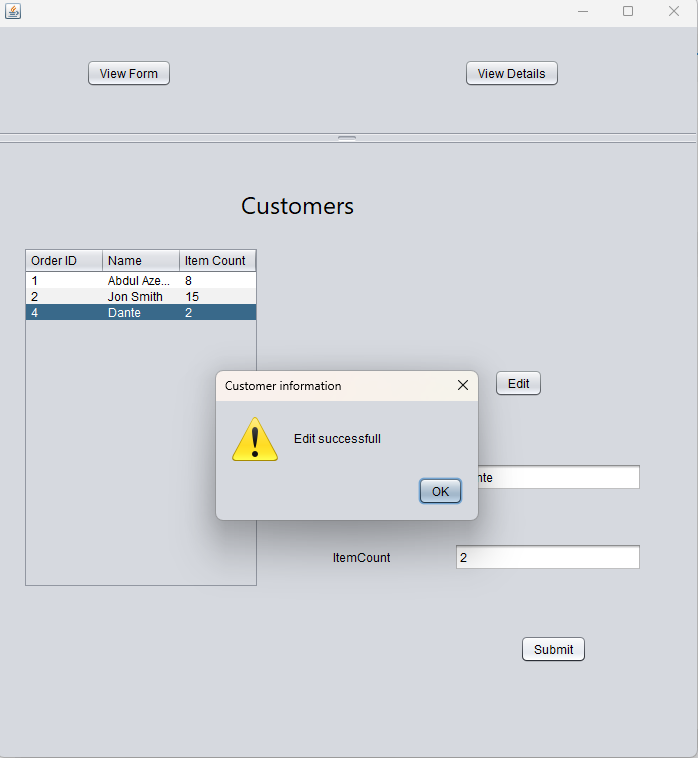 View Form View Details
Customers
Order ID Name Item Count
1 Abdul Aze... 8
2 Jon Smith 15
4 Dante 2
Customer information
Edit
Edit successfull
nte
OK
ItemCount 2
Submit